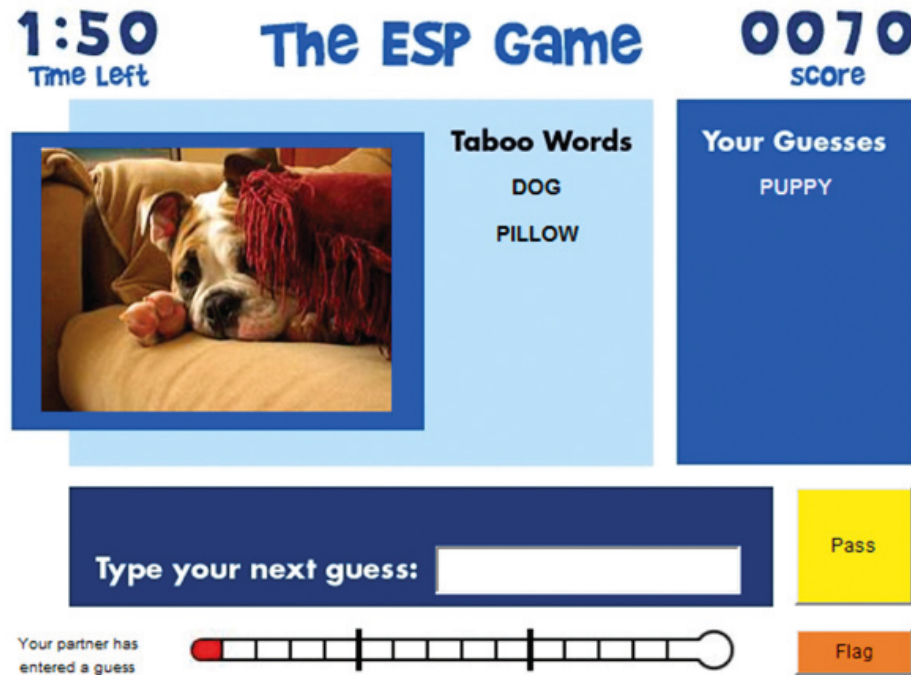 1:50
Time Left
The ESP Game
0070
score
Taboo Words
DOG
PILLOW
Your Guesses
PUPPY
Type your next guess:
Pass
Your partner has
entered a guess
Flag